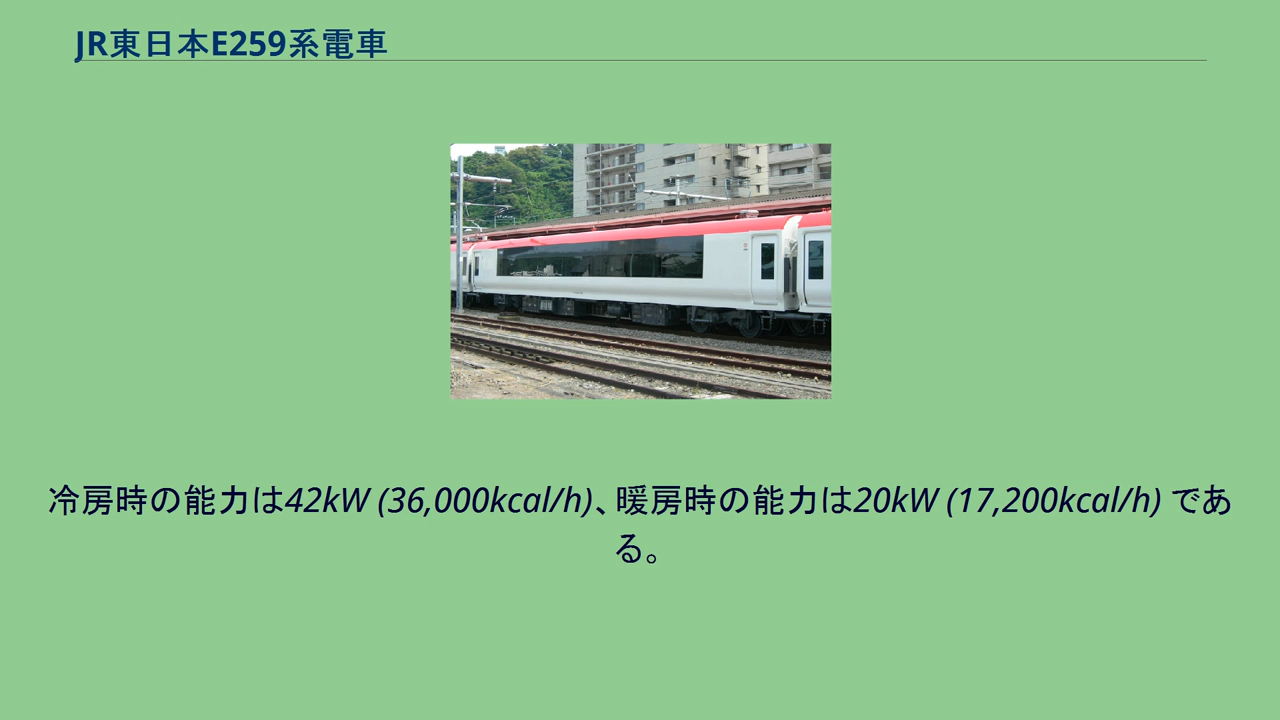 JR東日本E259系電車
冷房時の能力は42kW (36,000kcal/h)、暖房時の能力は20kW (17,200kcal/h) であ
る。